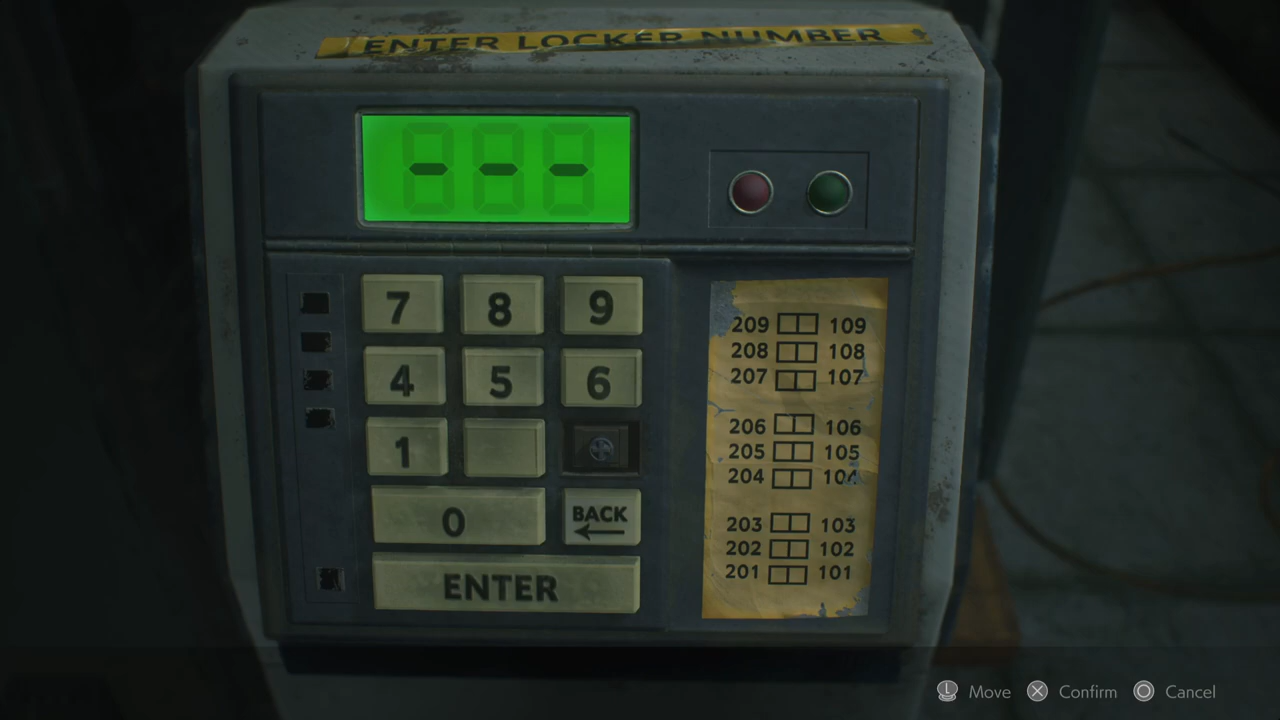 ENTER LOCKER NUMBER
- - -
7 8 9
4 5 6
1
0 BACK
ENTER
209 109
208 108
207 107
206 106
205 105
204 104
203 103
202 102
201 101
L Move Confirm Cancel